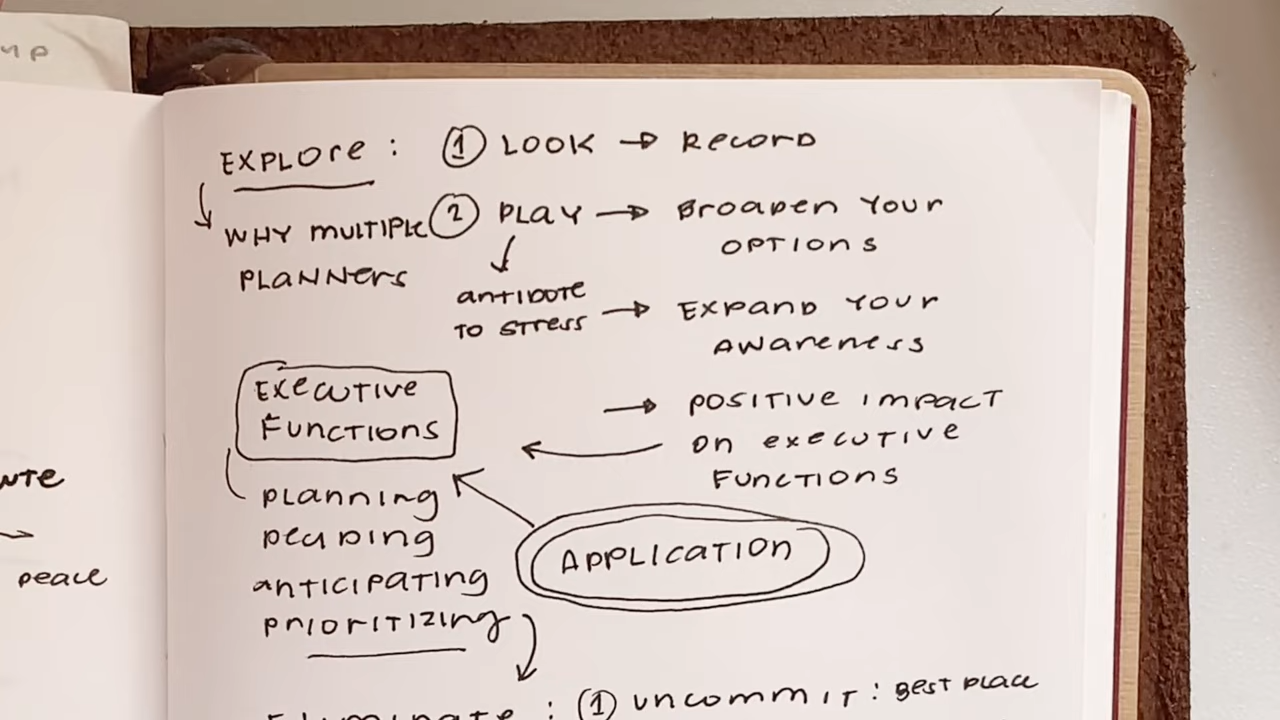 EXPLORE : ① LOOK → RECORD
WHY MULTIPLE
PLANNERS
② PLAY → BROADEN YOUR
OPTIONS
ANTIDOTE
TO STRESS → EXPAND YOUR
AWARENESS
→ POSITIVE IMPACT
ON EXECUTIVE
FUNCTIONS
EXECUTIVE
FUNCTIONS
PLANNING
DECIDING
ANTICIPATING
PRIORITIZING
APPLICATION
ELIMINATE : ① UNCOMMIT : BEST PLACE
PEACE